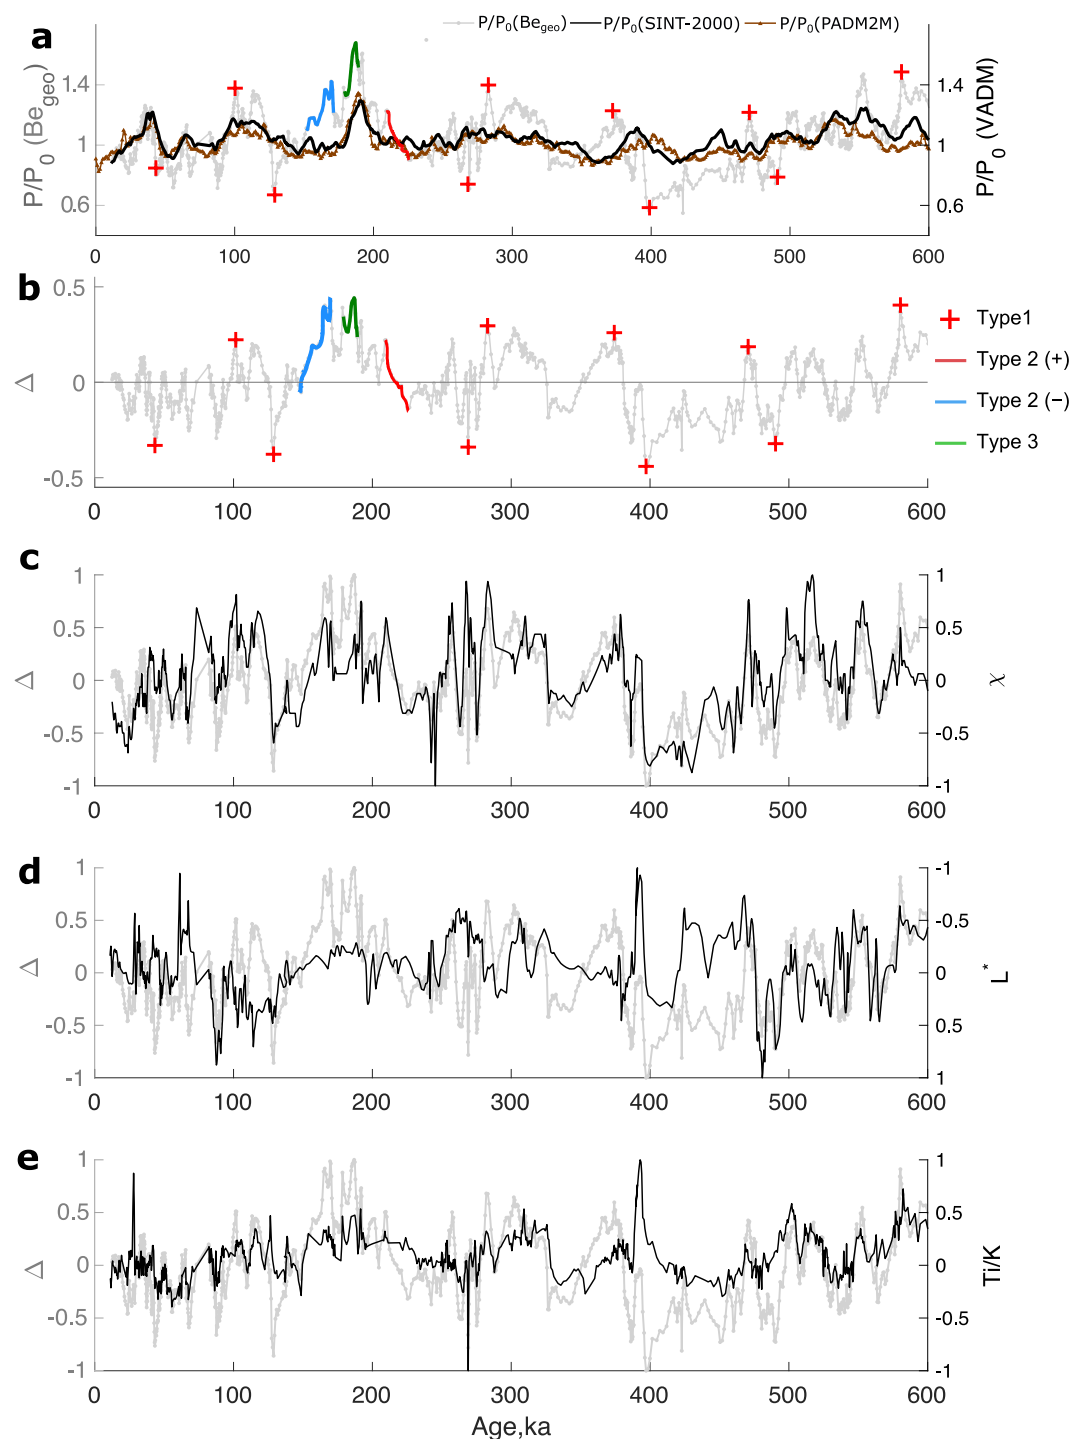 P/P0(Begeo) P/P0(SINT-2000) P/P0(PADM2M)
a
P/P0 (Begeo)
1.4
1
0.6
P/P0 (VADM)
1.4
1
0.6
0 100 200 300 400 500 600
b
Δ
0.5
0
-0.5
0 100 200 300 400 500 600
Type1
Type 2 (+)
Type 2 (−)
Type 3
c
Δ
1
0.5
0
-0.5
-1
χ
1
0.5
0
-0.5
-1
0 100 200 300 400 500 600
d
Δ
1
0.5
0
-0.5
-1
L*
-1
-0.5
0
0.5
1
0 100 200 300 400 500 600
e
Δ
1
0.5
0
-0.5
-1
Ti/K
1
0.5
0
-0.5
-1
0 100 200 300 400 500 600
Age,ka